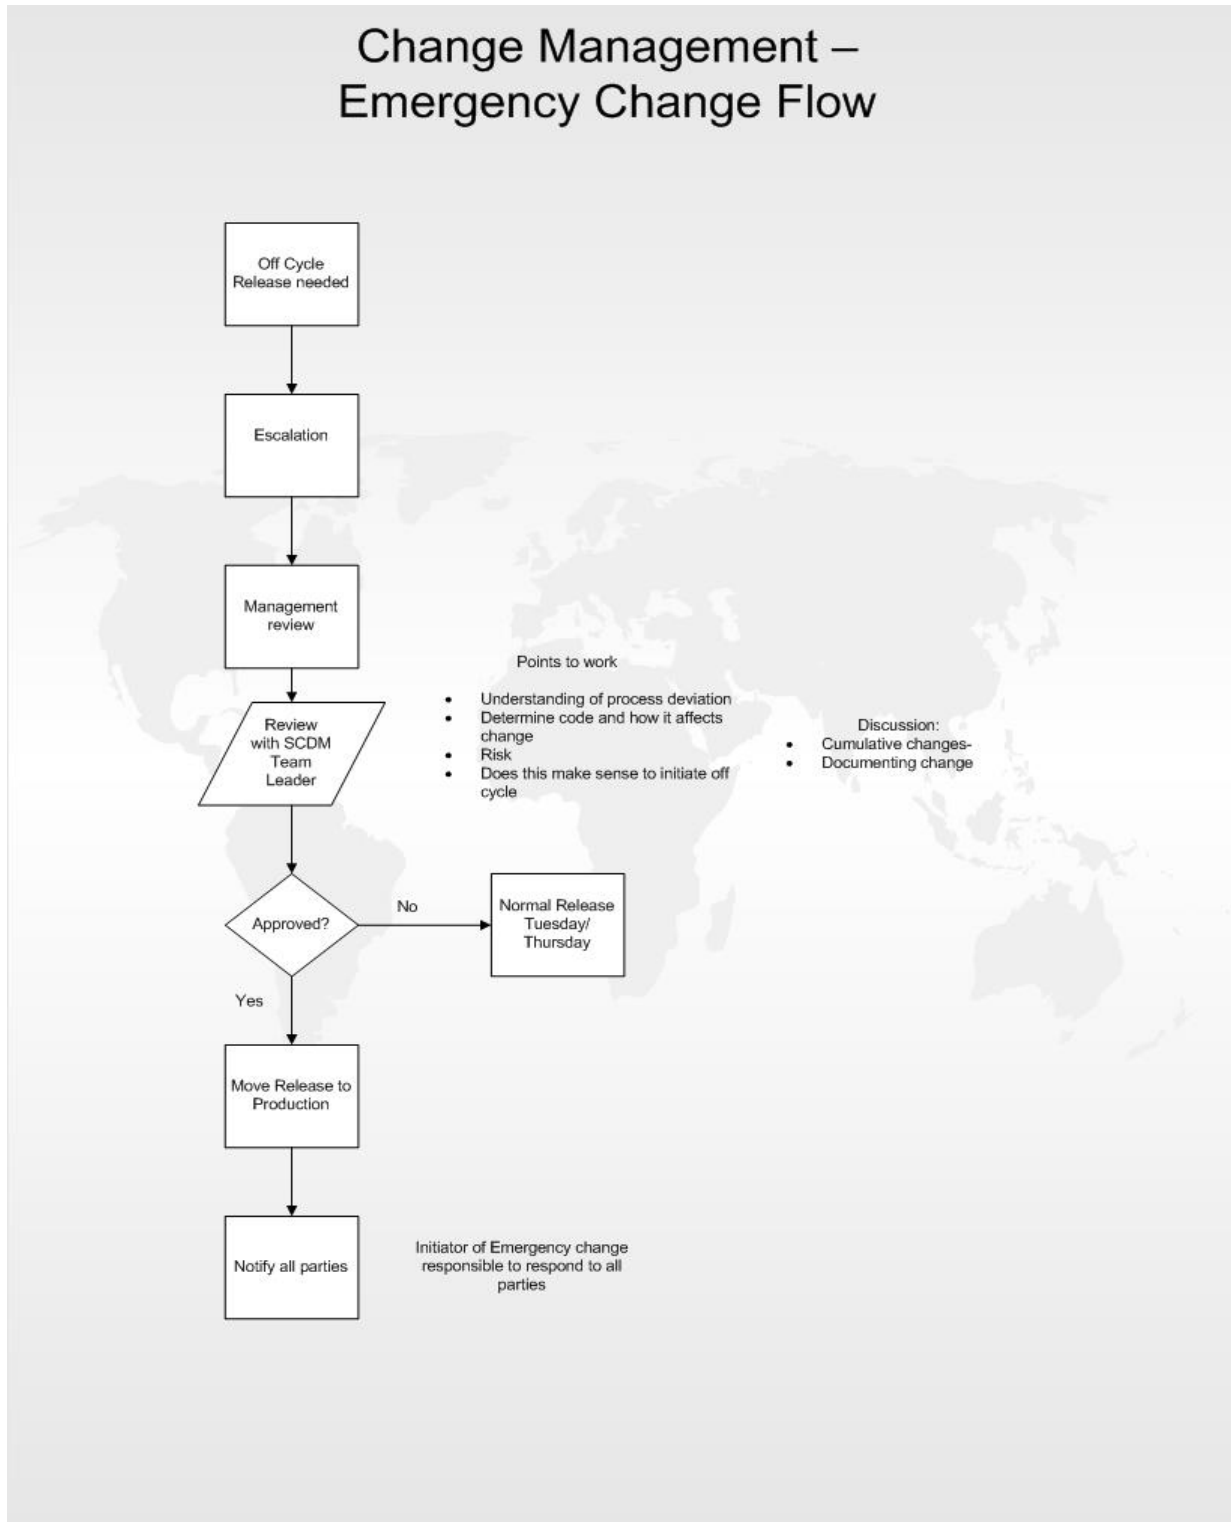 Change Management –
Emergency Change Flow
Off Cycle
Release needed
Escalation
Management
review
Review
with SCDM
Team
Leader
Points to work
• Understanding of process deviation
• Determine code and how it affects
change
• Risk
• Does this make sense to initiate off
cycle
Discussion:
• Cumulative changes-
• Documenting change
Approved?
No
Normal Release
Tuesday/
Thursday
Yes
Move Release to
Production
Notify all parties
Initiator of Emergency change
responsible to respond to all
parties